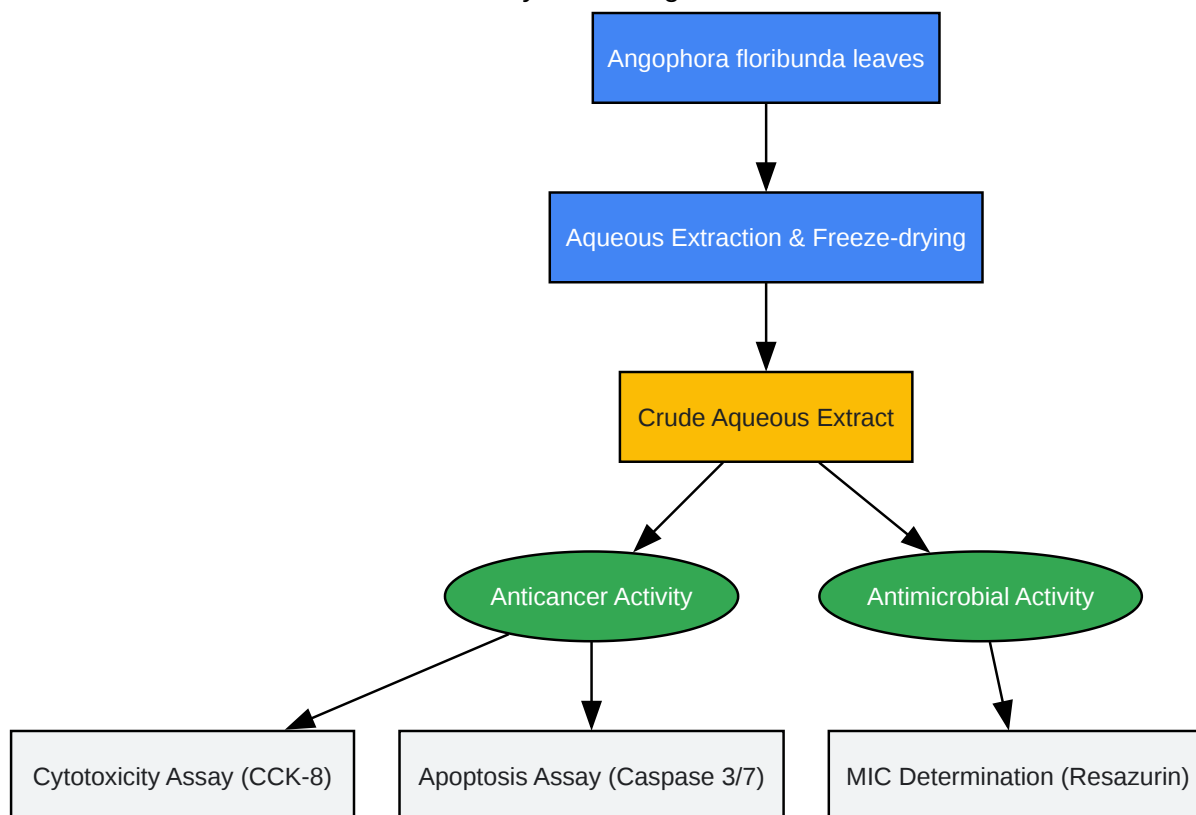 Angophora floribunda leaves
Aqueous Extraction & Freeze-drying
Crude Aqueous Extract
Anticancer Activity
Antimicrobial Activity
Cytotoxicity Assay (CCK-8)
Apoptosis Assay (Caspase 3/7)
MIC Determination (Resazurin)